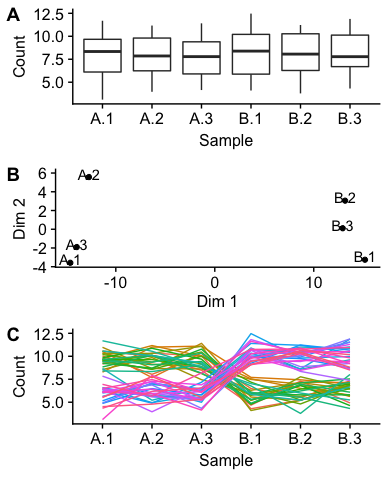 A
12.5
10.0
7.5
5.0
Count
A.1 A.2 A.3 B.1 B.2 B.3
Sample
B
6
4
2
0
-2
-4
Dim 2
A.2
B.2
B.3
A.3
A.1
B.1
-10 0 10
Dim 1
C
12.5
10.0
7.5
5.0
Count
A.1 A.2 A.3 B.1 B.2 B.3
Sample